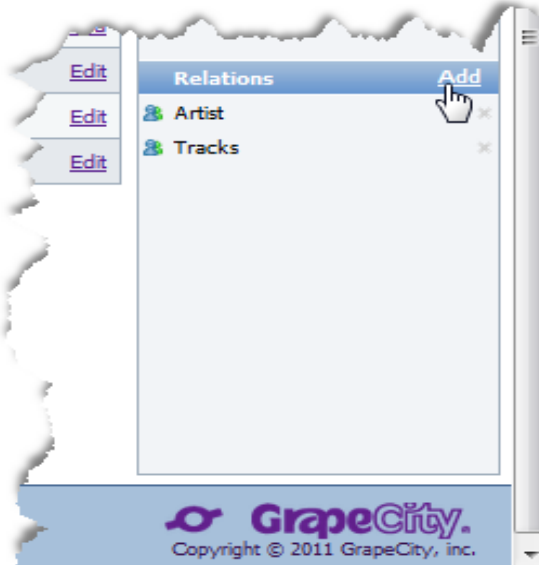 Edit
Relations Add
Edit
Artist
Edit
Tracks
GrapeCity.
Copyright © 2011 GrapeCity, inc.